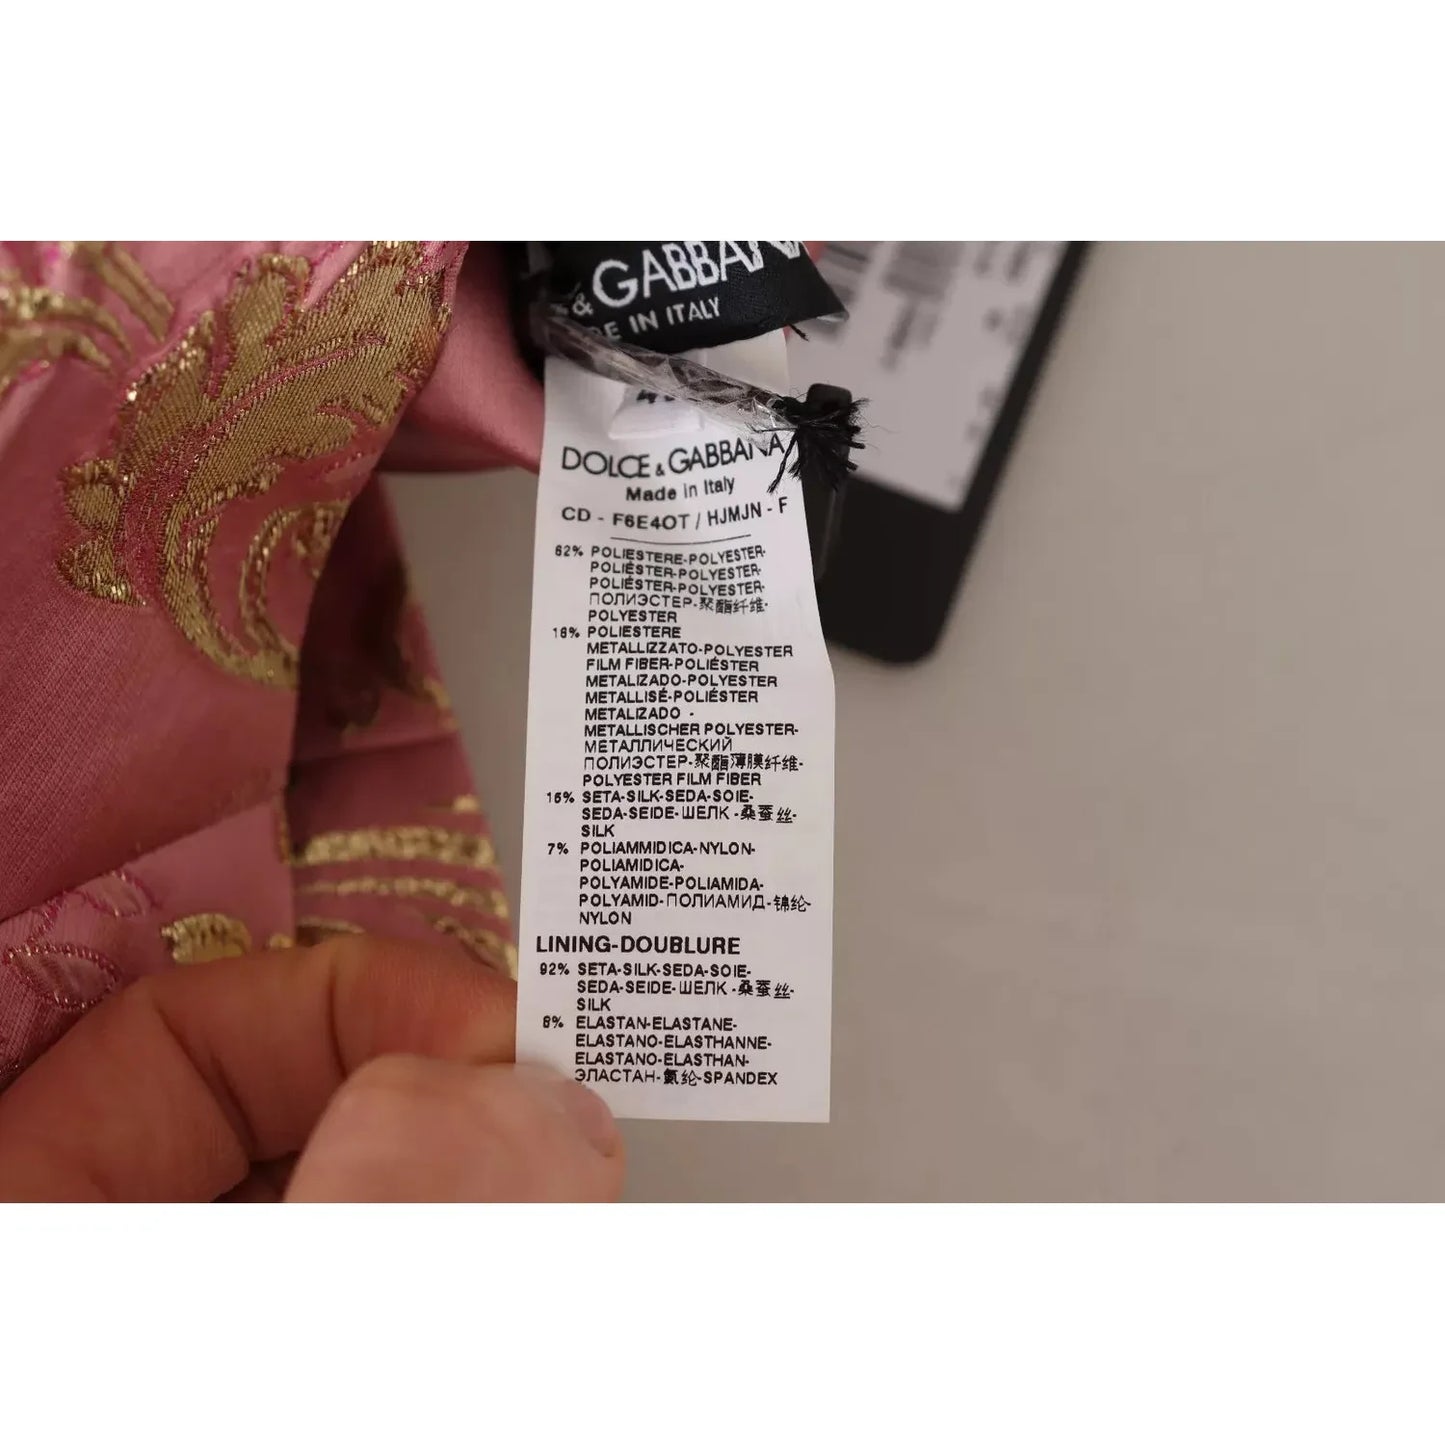 & GABBANA
IN ITALY
DOLCE & GABBANA
Made in Italy
CD - F6E4OT / HJMJN - F
62% POLIESTERE-POLYESTER-
POLIÉSTER-POLYESTER-
POLIÉSTER-POLYESTER-
ПОЛИЭСТЕР-聚酯纤维-
POLYESTER
16% POLIESTERE
METALLIZZATO-POLYESTER
FILM FIBER-POLIÉSTER
METALIZADO-POLYESTER
METALLISÉ-POLIÉSTER
METALIZADO -
METALLISCHER POLYESTER-
МЕТАЛЛИЧЕСКИЙ
ПОЛИЭСТЕР-聚酯薄膜纤维-
POLYESTER FILM FIBER
15% SETA-SILK-SEDA-SOIE-
SEDA-SEIDE-ШЕЛК-桑蚕丝-
SILK
7% POLIAMMIDICA-NYLON-
POLIAMIDICA-
POLYAMIDE-POLIAMIDA-
POLYAMID-ПОЛИАМИД-锦纶-
NYLON
LINING-DOUBLURE
92% SETA-SILK-SEDA-SOIE-
SEDA-SEIDE-ШЕЛК-桑蚕丝-
SILK
8% ELASTAN-ELASTANE-
ELASTANO-ELASTHANNE-
ELASTANO-ELASTHAN-
ЭЛАСТАН-氨纶-SPANDEX